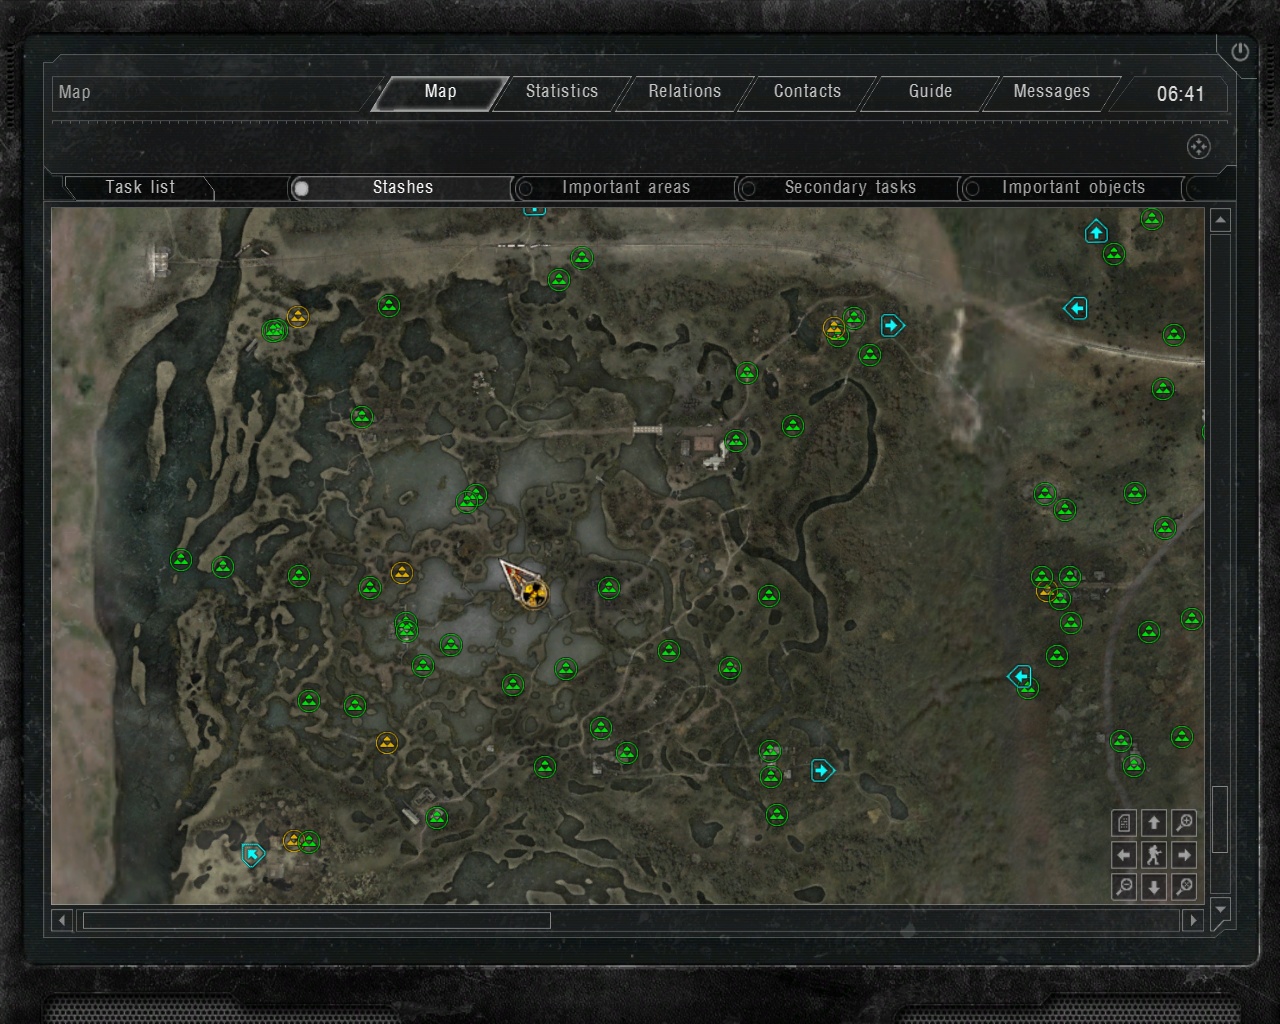 Map
Map
Statistics
Relations
Contacts
Guide
Messages
06:41
Task list
Stashes
Important areas
Secondary tasks
Important objects